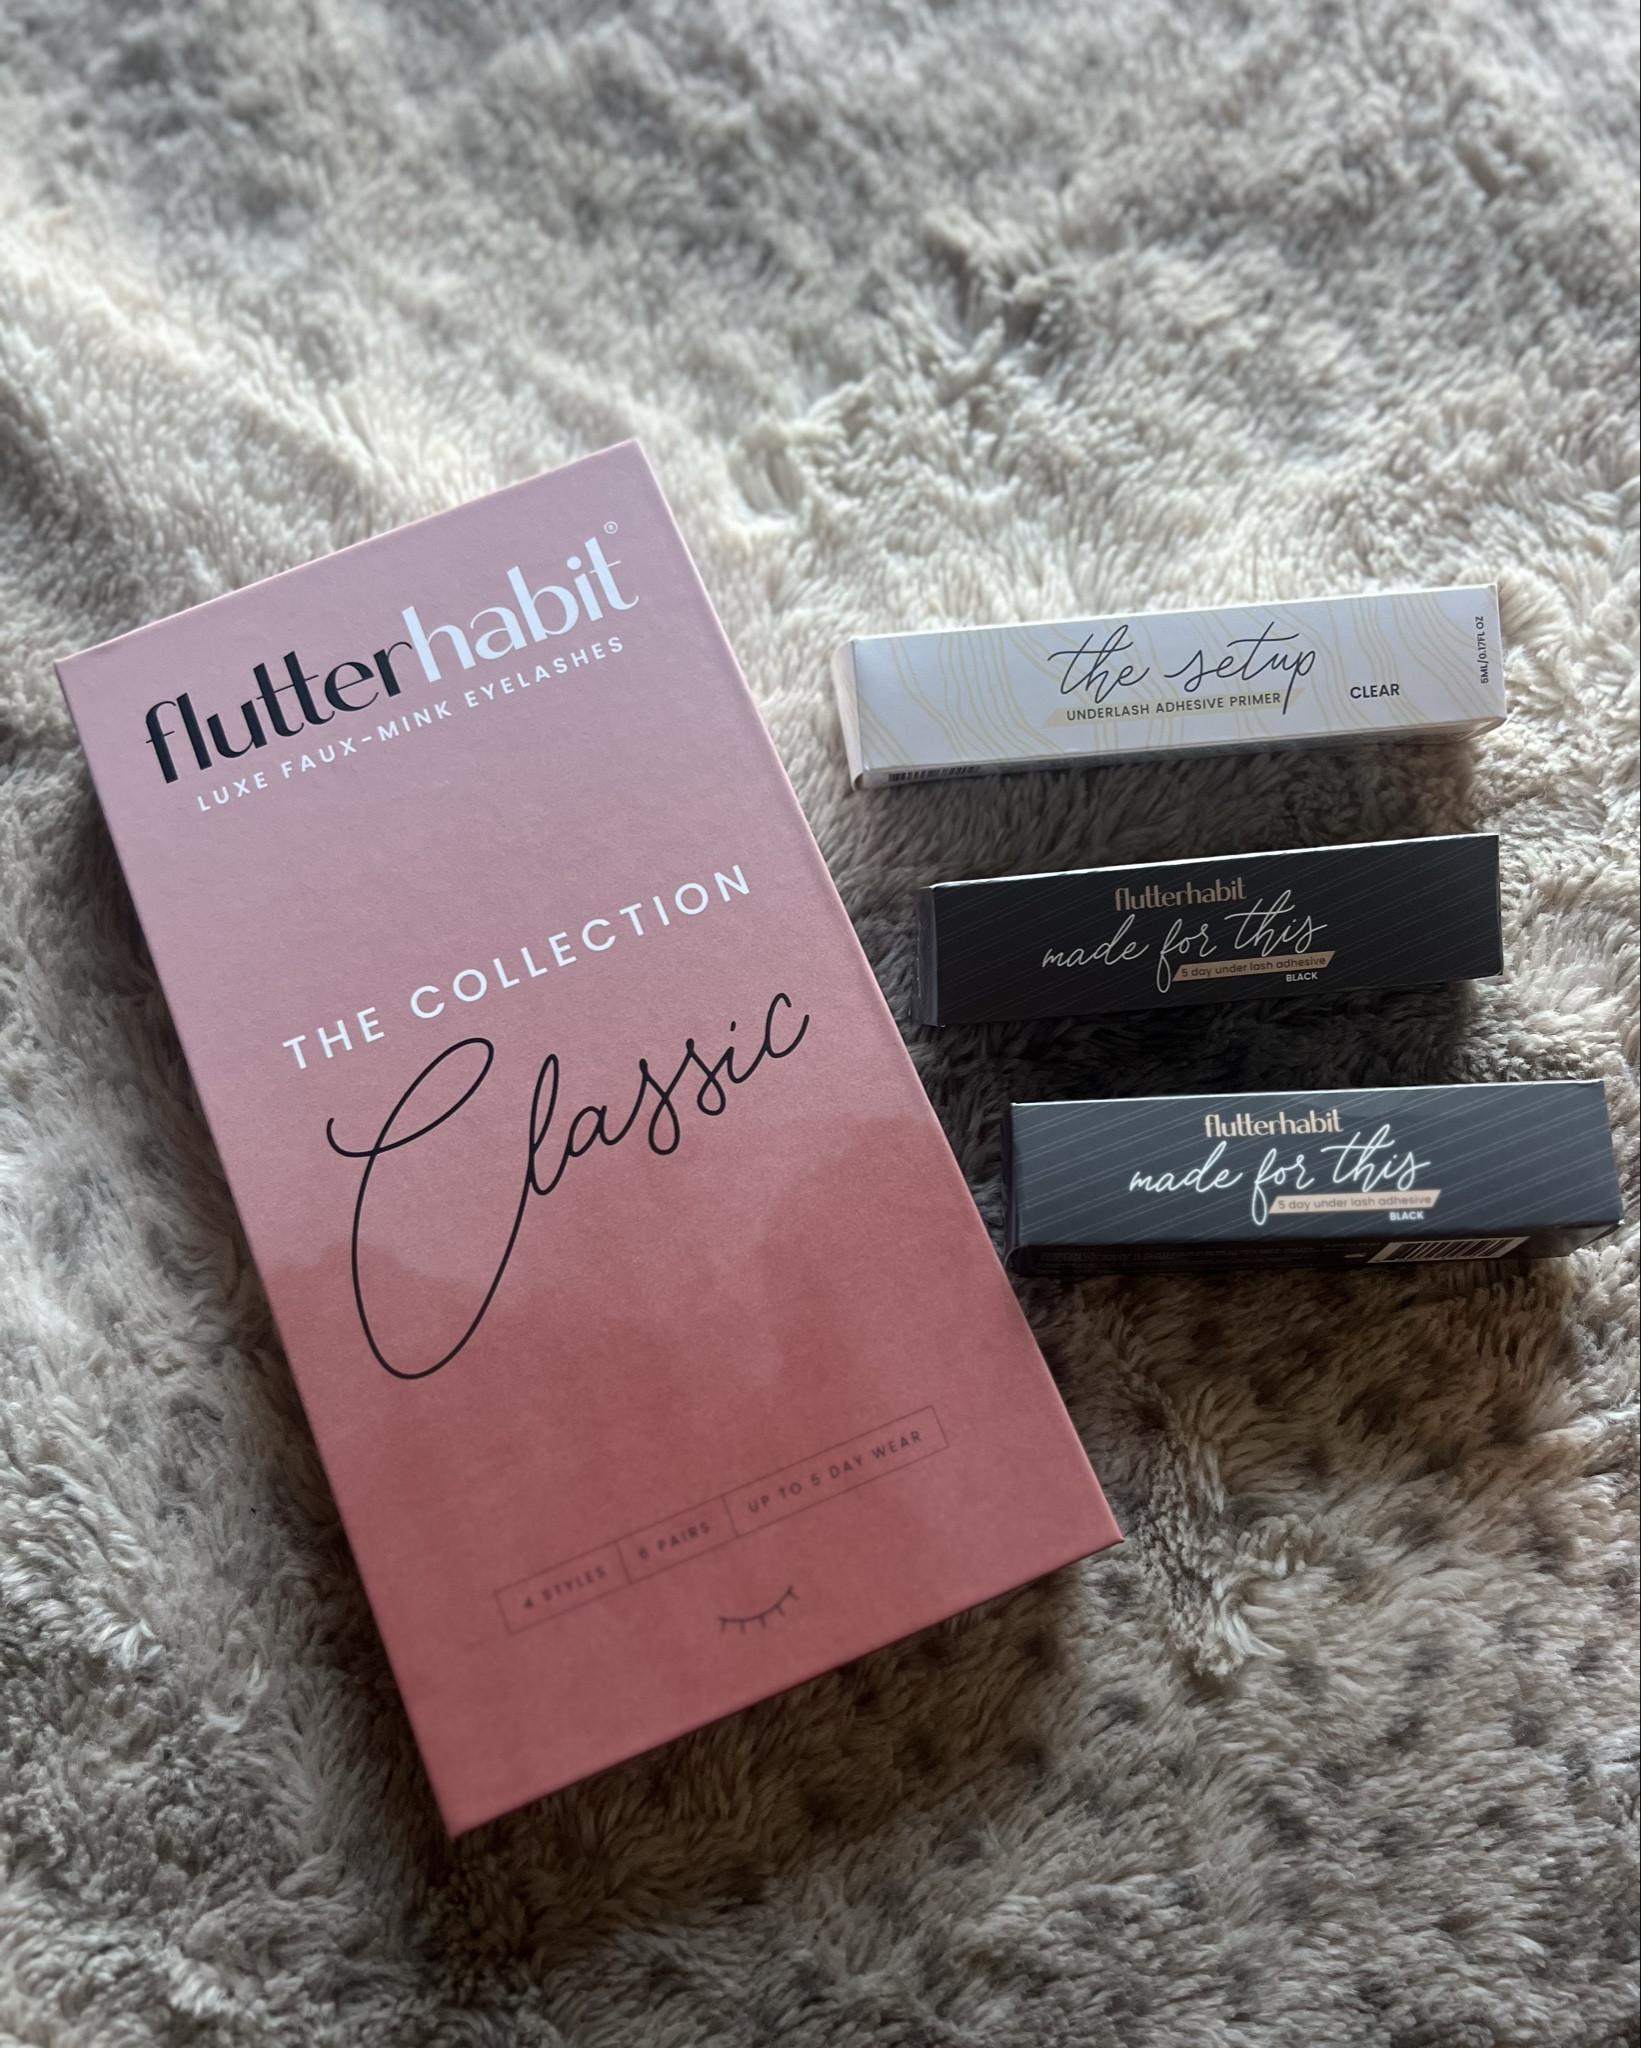 flutterhabit®
LUXE FAUX-MINK EYELASHES
THE COLLECTION
Classic
4 STYLES 6 PAIRS UP TO 5 DAY WEAR
the setup
UNDERLASH ADHESIVE PRIMER
CLEAR
5ML/0.17FL OZ
flutterhabit
made for this
5 day under lash adhesive
BLACK
flutterhabit
made for this
5 day under lash adhesive
BLACK